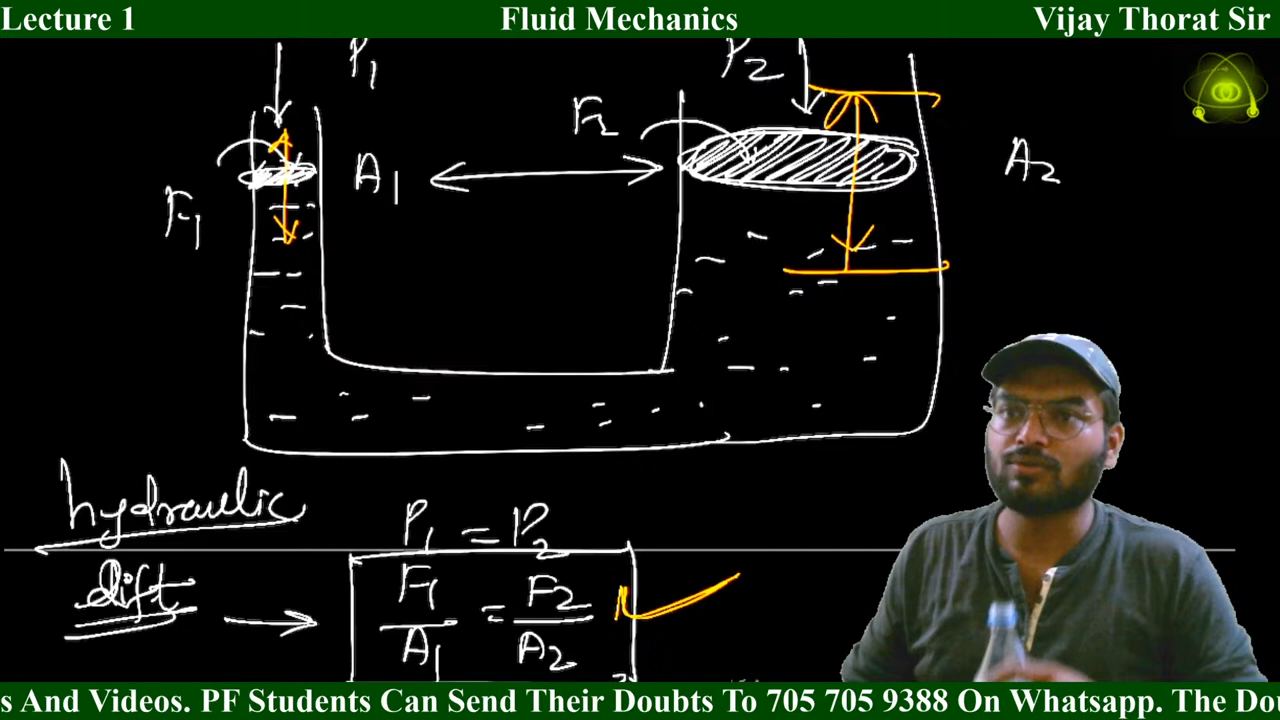 Lecture 1 Fluid Mechanics Vijay Thorat Sir
P₁ P₂
F₂
A₁ A₂
F₁
hydraulic
P₁ = P₂
lift → F₁/A₁ = F₂/A₂
s And Videos. PF Students Can Send Their Doubts To 705 705 9388 On Whatsapp. The Dou